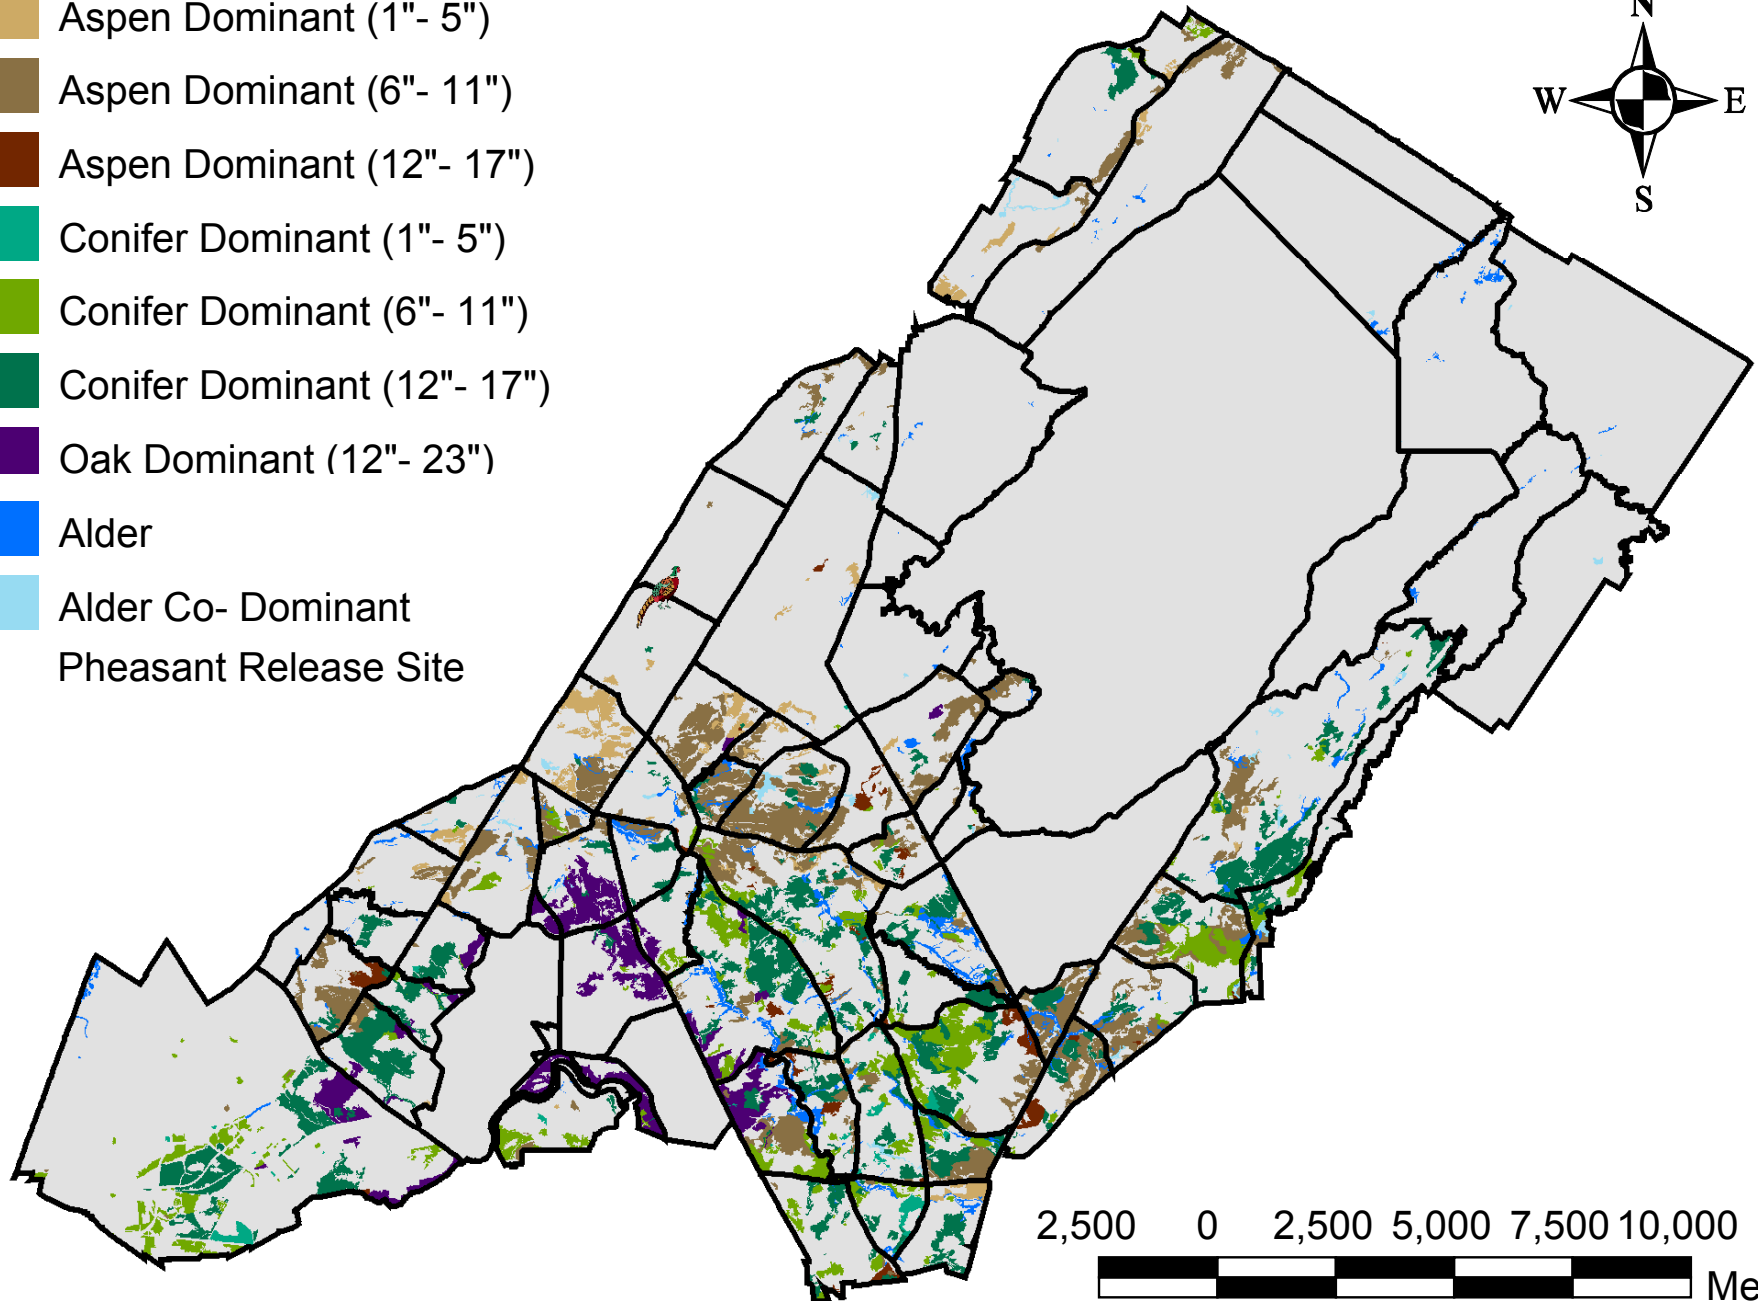 Aspen Dominant (1"- 5")
Aspen Dominant (6"- 11")
Aspen Dominant (12"- 17")
Conifer Dominant (1"- 5")
Conifer Dominant (6"- 11")
Conifer Dominant (12"- 17")
Oak Dominant (12"- 23")
Alder
Alder Co- Dominant
Pheasant Release Site
N
W E
S
2,500 0 2,500 5,000 7,500 10,000
Me